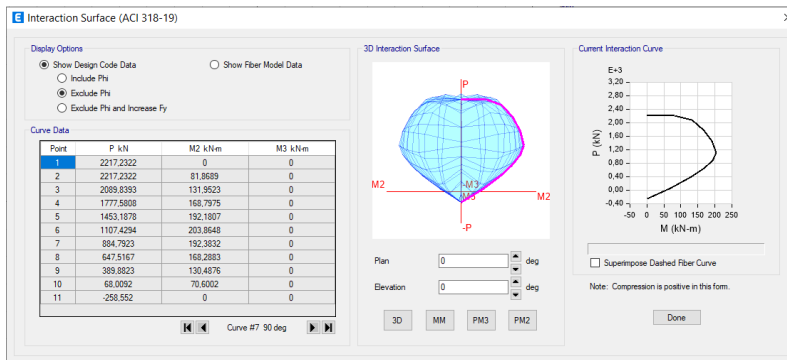 E Interaction Surface (ACI 318-19)
Display Options
Show Design Code Data
Show Fiber Model Data
Include Phi
Exclude Phi
Exclude Phi and Increase Fy
Curve Data
Point P kN M2 kN-m M3 kN-m
1 2217,2322 0 0
2 2217,2322 81,8689 0
3 2089,8393 131,9523 0
4 1777,5808 168,7975 0
5 1453,1878 192,1807 0
6 1107,4294 203,8648 0
7 884,7923 192,3832 0
8 647,5167 168,2883 0
9 389,8823 130,4876 0
10 68,0092 70,6002 0
11 -258,552 0 0
Curve #7 90 deg
3D Interaction Surface
P
-M3
M2
M3
M2
-P
Plan 0 deg
Elevation 0 deg
3D MM PM3 PM2
Current Interaction Curve
E+3
3,20
2,80
2,40
2,00
1,60
1,20
0,80
0,40
0,00
-0,40
P (kN)
-50 0 50 100 150 200 250
M (kN-m)
Superimpose Dashed Fiber Curve
Note: Compression is positive in this form.
Done